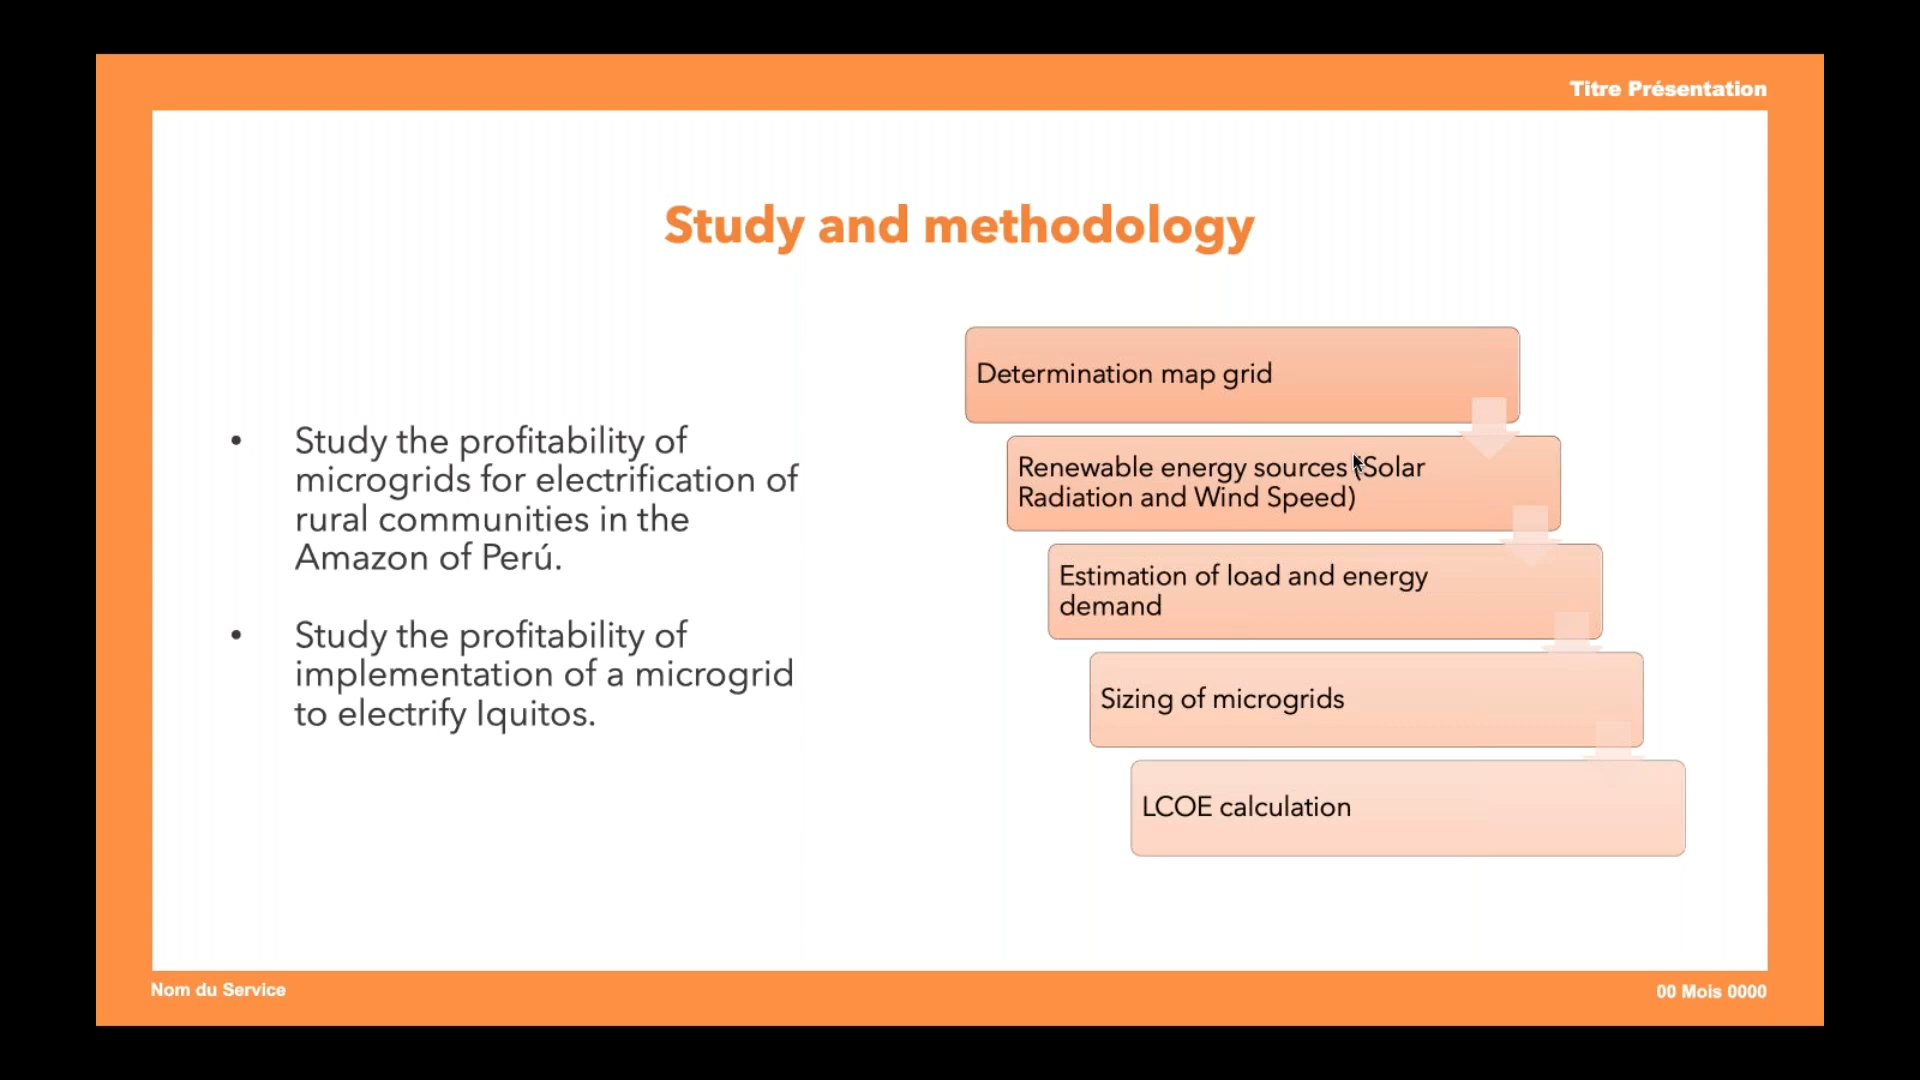 Titre Présentation
Study and methodology
• Study the profitability of
microgrids for electrification of
rural communities in the
Amazon of Perú.
• Study the profitability of
implementation of a microgrid
to electrify Iquitos.
Determination map grid
Renewable energy sources (Solar
Radiation and Wind Speed)
Estimation of load and energy
demand
Sizing of microgrids
LCOE calculation
Nom du Service
00 Mois 0000